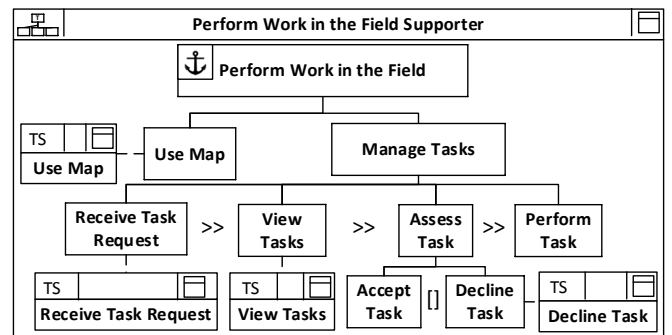 T
Perform Work in the Field Supporter
Perform Work in the Field
TS
Use Map
Use Map
Manage Tasks
Receive Task
Request
>>
View
Tasks
>>
Assess
Task
>>
Perform
Task
TS
Receive Task Request
TS
View Tasks
Accept
Task
[]
Decline
Task
TS
Decline Task